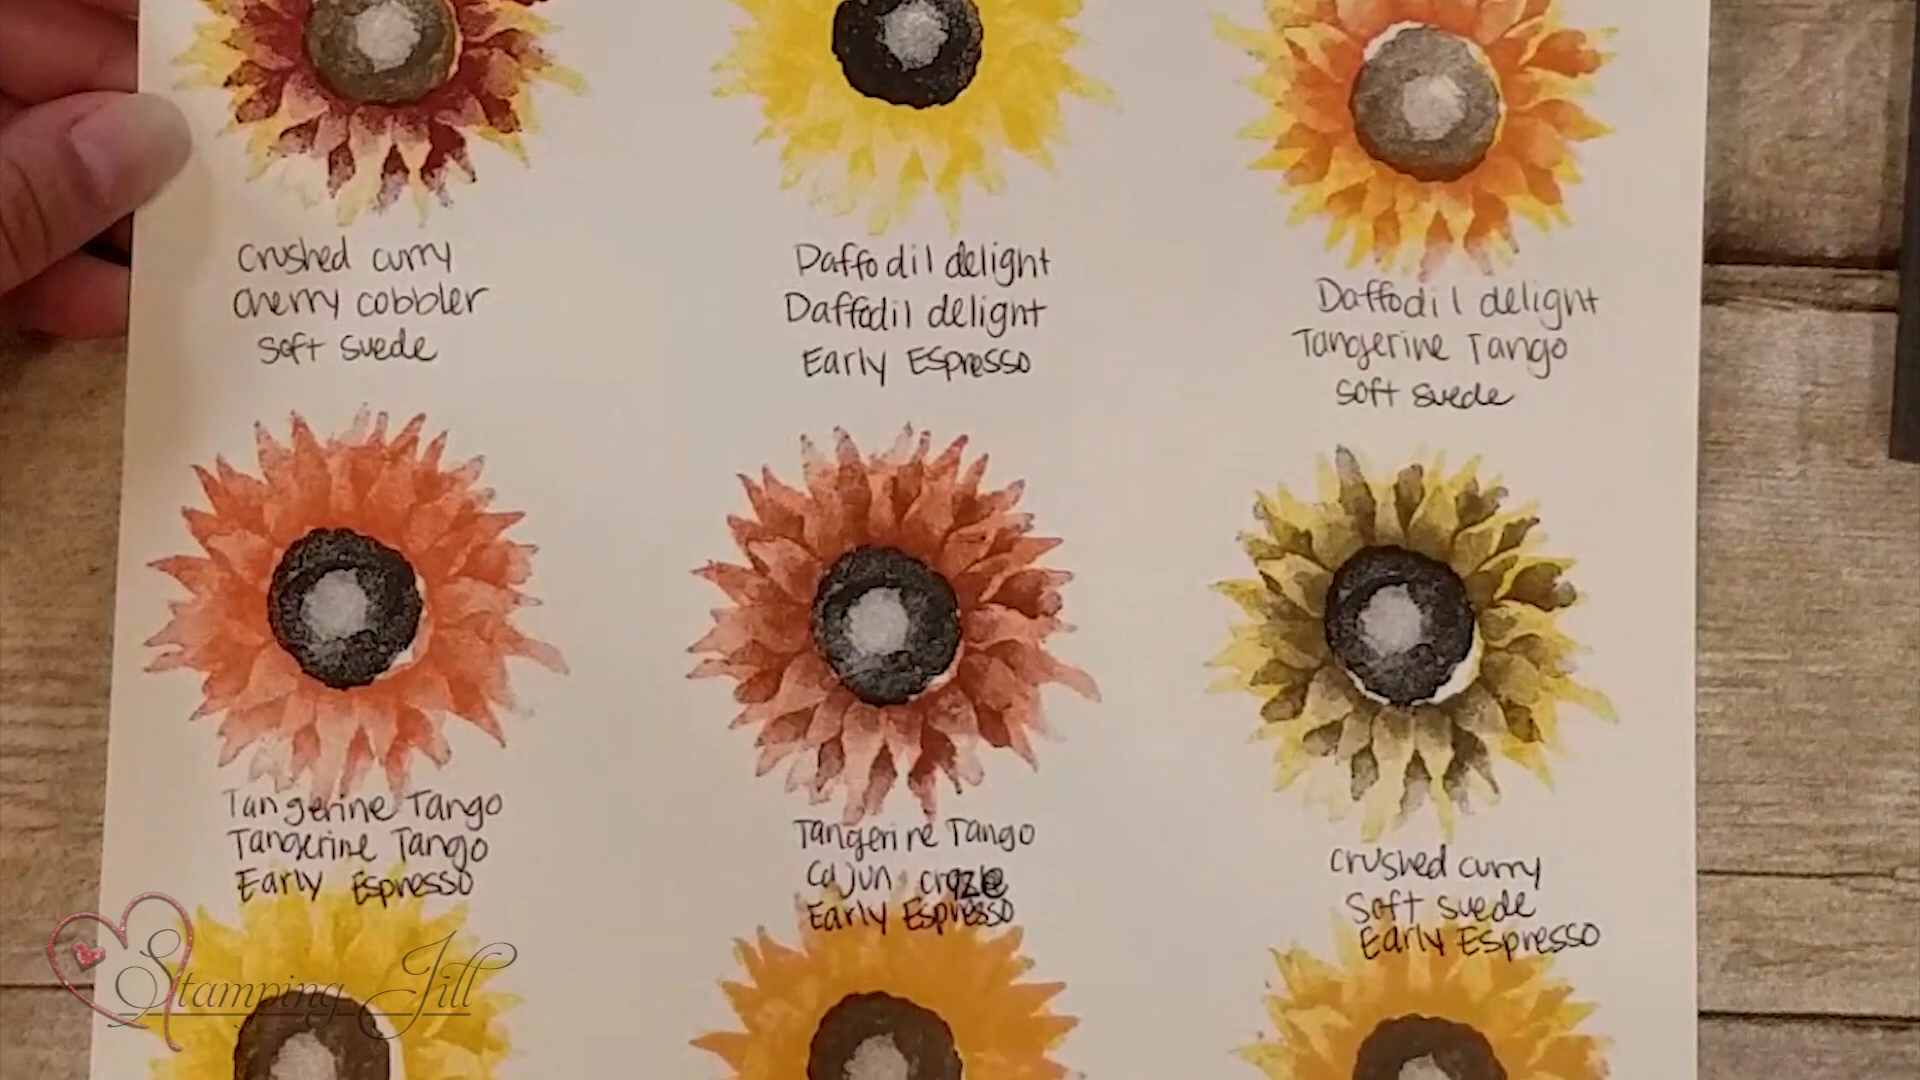 Crushed curry
cherry cobbler
soft suede
Daffodil delight
Daffodil delight
Early Espresso
Daffodil delight
Tangerine Tango
soft suede
Tangerine Tango
Tangerine Tango
Early Espresso
Tangerine Tango
Cajun craze
Early Espresso
crushed curry
soft suede
Early Espresso
Stamping Jill